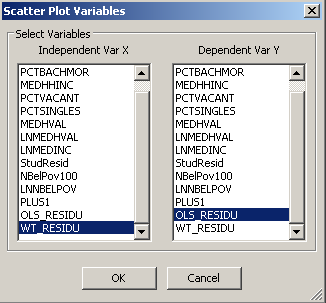 Scatter Plot Variables
Select Variables
Independent Var X
Dependent Var Y
PCTBACHMOR
MEDHHINC
PCTVACANT
PCTSINGLES
MEDHVAL
LNMEDHVAL
LNMEDINC
StudResid
NBelPov100
LNNBELPOV
PLUS1
OLS_RESIDU
WT_RESIDU
PCTBACHMOR
MEDHHINC
PCTVACANT
PCTSINGLES
MEDHVAL
LNMEDHVAL
LNMEDINC
StudResid
NBelPov100
LNNBELPOV
PLUS1
OLS_RESIDU
WT_RESIDU
OK
Cancel